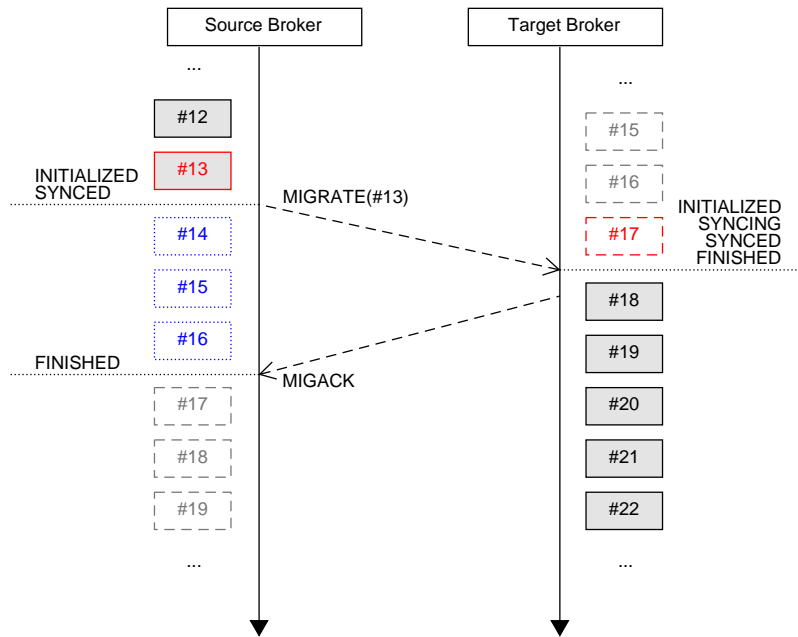 Source Broker
Target Broker
...
...
#12
#15
#13
INITIALIZED
SYNCED
MIGRATE(#13)
#16
INITIALIZED
SYNCING
SYNCED
FINISHED
#14
#17
#15
#18
#16
#19
FINISHED
MIGACK
#17
#20
#18
#21
#19
#22
...
...